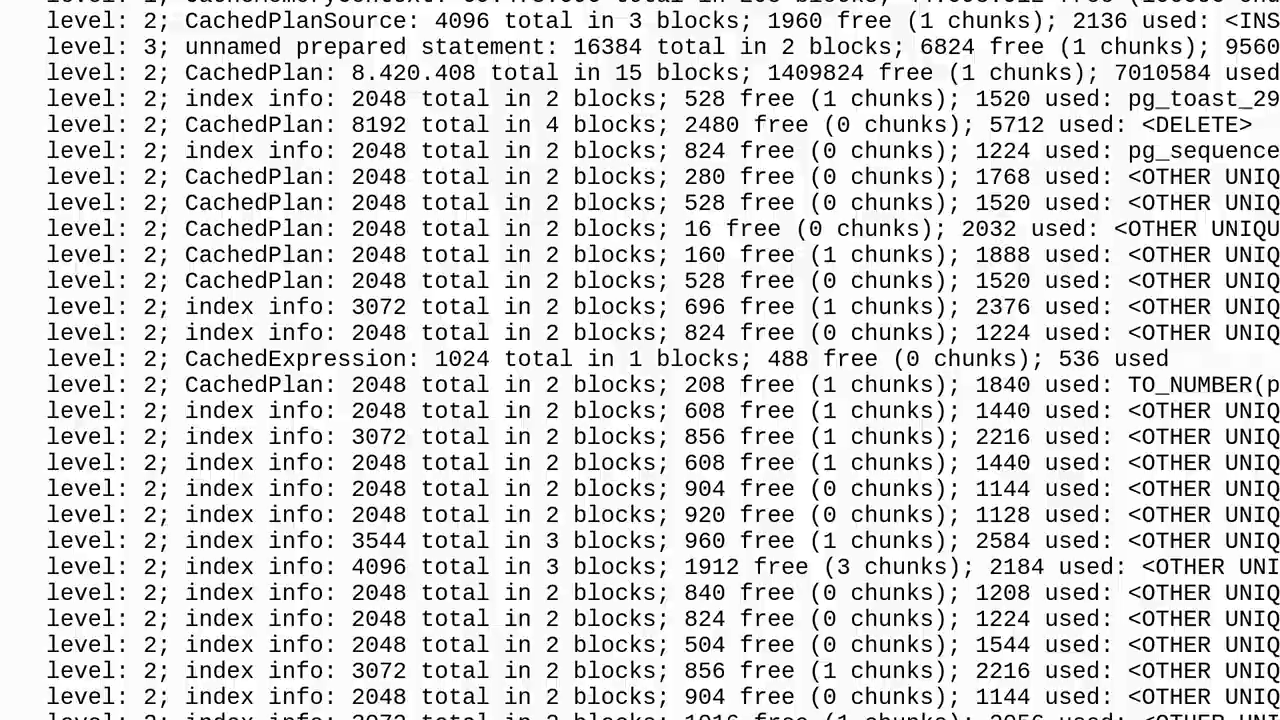 level: 2; CachedPlanSource: 4096 total in 3 blocks; 1960 free (1 chunks); 2136 used: <INS
level: 3; unnamed prepared statement: 16384 total in 2 blocks; 6824 free (1 chunks); 9560
level: 2; CachedPlan: 8.420.408 total in 15 blocks; 1409824 free (1 chunks); 7010584 used
level: 2; index info: 2048 total in 2 blocks; 528 free (1 chunks); 1520 used: pg_toast_29
level: 2; CachedPlan: 8192 total in 4 blocks; 2480 free (0 chunks); 5712 used: <DELETE>
level: 2; index info: 2048 total in 2 blocks; 824 free (0 chunks); 1224 used: pg_sequence
level: 2; CachedPlan: 2048 total in 2 blocks; 280 free (0 chunks); 1768 used: <OTHER UNIQ
level: 2; CachedPlan: 2048 total in 2 blocks; 528 free (0 chunks); 1520 used: <OTHER UNIQ
level: 2; CachedPlan: 2048 total in 2 blocks; 16 free (0 chunks); 2032 used: <OTHER UNIQU
level: 2; CachedPlan: 2048 total in 2 blocks; 160 free (1 chunks); 1888 used: <OTHER UNIQ
level: 2; CachedPlan: 2048 total in 2 blocks; 528 free (0 chunks); 1520 used: <OTHER UNIQ
level: 2; index info: 3072 total in 2 blocks; 696 free (1 chunks); 2376 used: <OTHER UNIQ
level: 2; index info: 2048 total in 2 blocks; 824 free (0 chunks); 1224 used: <OTHER UNIQ
level: 2; CachedExpression: 1024 total in 1 blocks; 488 free (0 chunks); 536 used
level: 2; CachedPlan: 2048 total in 2 blocks; 208 free (1 chunks); 1840 used: TO_NUMBER(p
level: 2; index info: 2048 total in 2 blocks; 608 free (1 chunks); 1440 used: <OTHER UNIQ
level: 2; index info: 3072 total in 2 blocks; 856 free (1 chunks); 2216 used: <OTHER UNIQ
level: 2; index info: 2048 total in 2 blocks; 608 free (1 chunks); 1440 used: <OTHER UNIQ
level: 2; index info: 2048 total in 2 blocks; 904 free (0 chunks); 1144 used: <OTHER UNIQ
level: 2; index info: 2048 total in 2 blocks; 920 free (0 chunks); 1128 used: <OTHER UNIQ
level: 2; index info: 3544 total in 3 blocks; 960 free (1 chunks); 2584 used: <OTHER UNIQ
level: 2; index info: 4096 total in 3 blocks; 1912 free (3 chunks); 2184 used: <OTHER UNI
level: 2; index info: 2048 total in 2 blocks; 840 free (0 chunks); 1208 used: <OTHER UNIQ
level: 2; index info: 2048 total in 2 blocks; 824 free (0 chunks); 1224 used: <OTHER UNIQ
level: 2; index info: 2048 total in 2 blocks; 504 free (0 chunks); 1544 used: <OTHER UNIQ
level: 2; index info: 3072 total in 2 blocks; 856 free (1 chunks); 2216 used: <OTHER UNIQ
level: 2; index info: 2048 total in 2 blocks; 904 free (0 chunks); 1144 used: <OTHER UNIQ